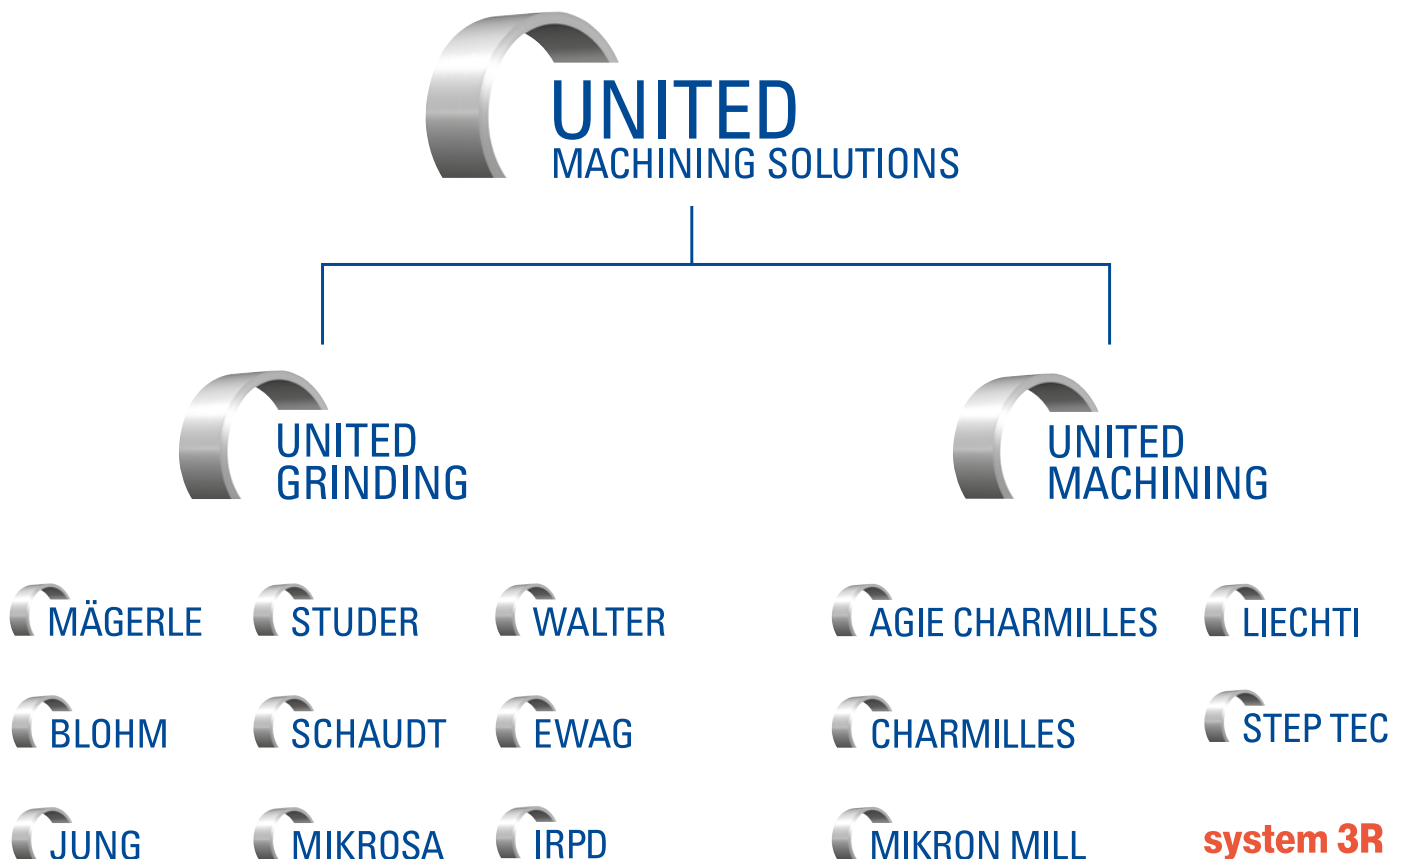 UNITED
MACHINING SOLUTIONS
UNITED
GRINDING
UNITED
MACHINING
MÄGERLE
STUDER
WALTER
AGIE CHARMILLES
LIECHTI
BLOHM
SCHAUDT
EWAG
CHARMILLES
STEP TEC
JUNG
MIKROSA
IRPD
MIKRON MILL
system 3R